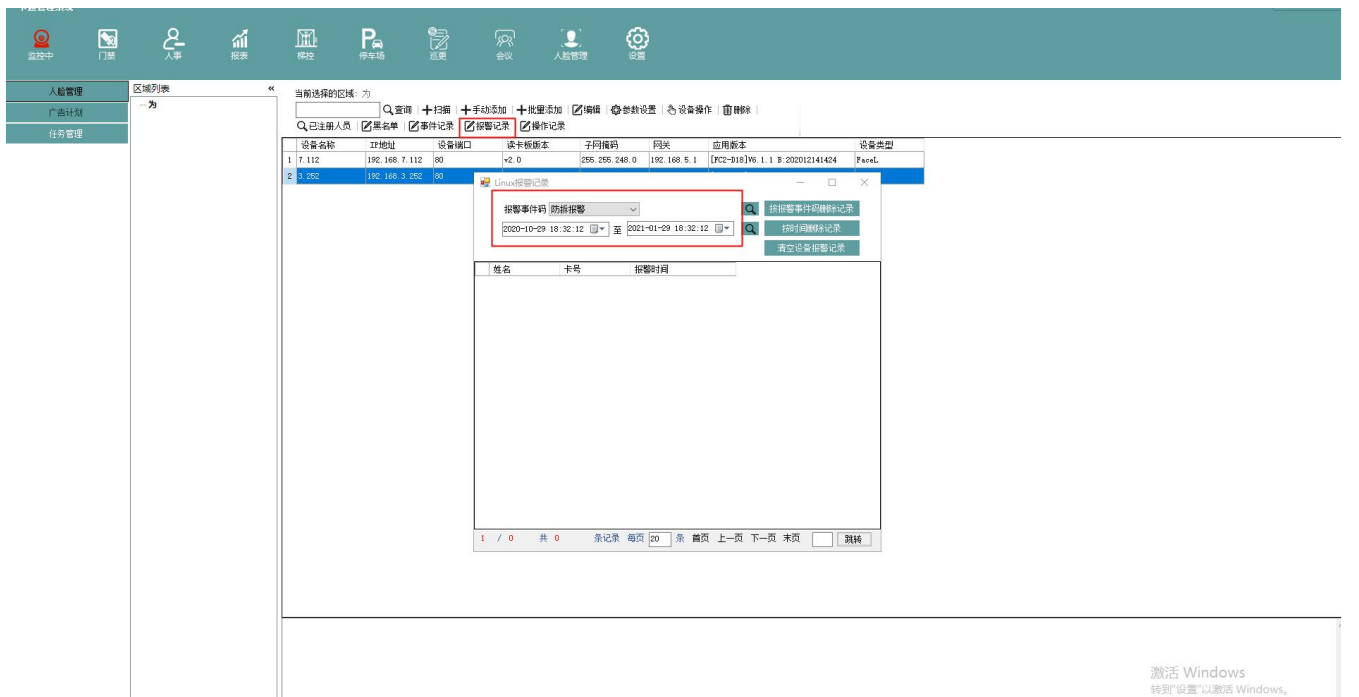 监控中 门禁 人事 报表 梯控 停车场 巡更 会议 人脸管理 设置
人脸管理
广告计划
任务管理
区域列表 «
为
当前选择的区域: 为
查询 扫描 手动添加 批里添加 编辑 参数设置 设备操作 删除
已注册人员 黑名单 事件记录 报警记录 操作记录
设备名称 IP地址 设备端口 读卡板版本 子网掩码 网关 应用版本 设备类型
1 7.112 192.168.7.112 80 v2.0 255.255.248.0 192.168.5.1 [FC2-D18]V6.1.1 B:202012141424 FaceL
2 3.252 192.168.3.252 80
Linux报警记录
报警事件码 防拆报警 按报警事件码删除记录
2020-10-29 18:32:12 至 2021-01-29 18:32:12 按时间删除记录
清空设备报警记录
姓名 卡号 报警时间
1 / 0 共 0 条记录 每页 20 条 首页 上一页 下一页 末页 跳转
激活 Windows
转到"设置"以激活 Windows。